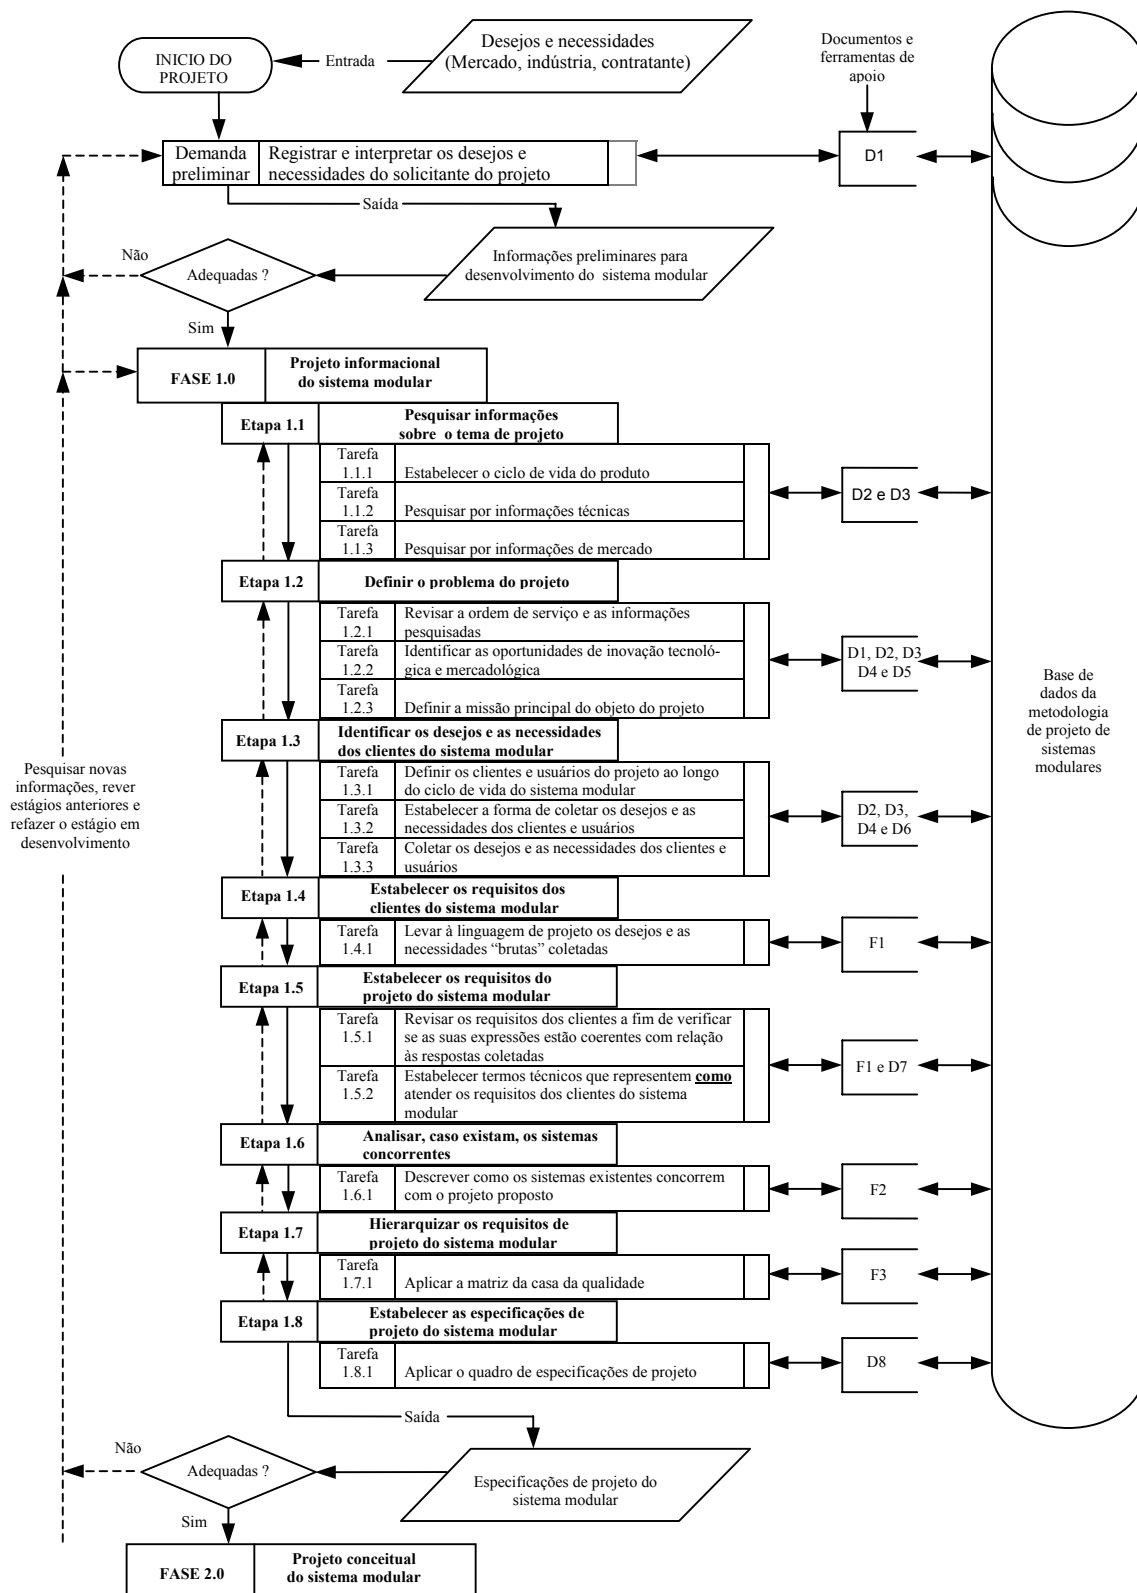 INICIO DO
PROJETO
Entrada
Desejos e necessidades
(Mercado, indústria, contratante)
Documentos e
ferramentas de
apoio
Demanda
preliminar
Registrar e interpretar os desejos e
necessidades do solicitante do projeto
D1
Saída
Não
Adequadas ?
Informações preliminares para
desenvolvimento do sistema modular
Sim
FASE 1.0
Projeto informacional
do sistema modular
Etapa 1.1
Pesquisar informações
sobre o tema de projeto
Tarefa
1.1.1
Estabelecer o ciclo de vida do produto
Tarefa
1.1.2
Pesquisar por informações técnicas
Tarefa
1.1.3
Pesquisar por informações de mercado
D2 e D3
Etapa 1.2
Definir o problema do projeto
Tarefa
1.2.1
Revisar a ordem de serviço e as informações
pesquisadas
Tarefa
1.2.2
Identificar as oportunidades de inovação tecnoló-
gica e mercadológica
Tarefa
1.2.3
Definir a missão principal do objeto do projeto
D1, D2, D3
D4 e D5
Base de
dados da
metodologia
de projeto de
sistemas
modulares
Etapa 1.3
Identificar os desejos e as necessidades
dos clientes do sistema modular
Tarefa
1.3.1
Definir os clientes e usuários do projeto ao longo
do ciclo de vida do sistema modular
Tarefa
1.3.2
Estabelecer a forma de coletar os desejos e as
necessidades dos clientes e usuários
Tarefa
1.3.3
Coletar os desejos e as necessidades dos clientes e
usuários
D2, D3,
D4 e D6
Pesquisar novas
informações, rever
estágios anteriores e
refazer o estágio em
desenvolvimento
Etapa 1.4
Estabelecer os requisitos dos
clientes do sistema modular
Tarefa
1.4.1
Levar à linguagem de projeto os desejos e as
necessidades “brutas” coletadas
F1
Etapa 1.5
Estabelecer os requisitos do
projeto do sistema modular
Tarefa
1.5.1
Revisar os requisitos dos clientes a fim de verificar
se as suas expressões estão coerentes com relação
às respostas coletadas
Tarefa
1.5.2
Estabelecer termos técnicos que representem como
atender os requisitos dos clientes do sistema
modular
F1 e D7
Etapa 1.6
Analisar, caso existam, os sistemas
concorrentes
Tarefa
1.6.1
Descrever como os sistemas existentes concorrem
com o projeto proposto
F2
Etapa 1.7
Hierarquizar os requisitos de
projeto do sistema modular
Tarefa
1.7.1
Aplicar a matriz da casa da qualidade
F3
Etapa 1.8
Estabelecer as especificações de
projeto do sistema modular
Tarefa
1.8.1
Aplicar o quadro de especificações de projeto
D8
Saída
Não
Adequadas ?
Especificações de projeto do
sistema modular
Sim
FASE 2.0
Projeto conceitual
do sistema modular